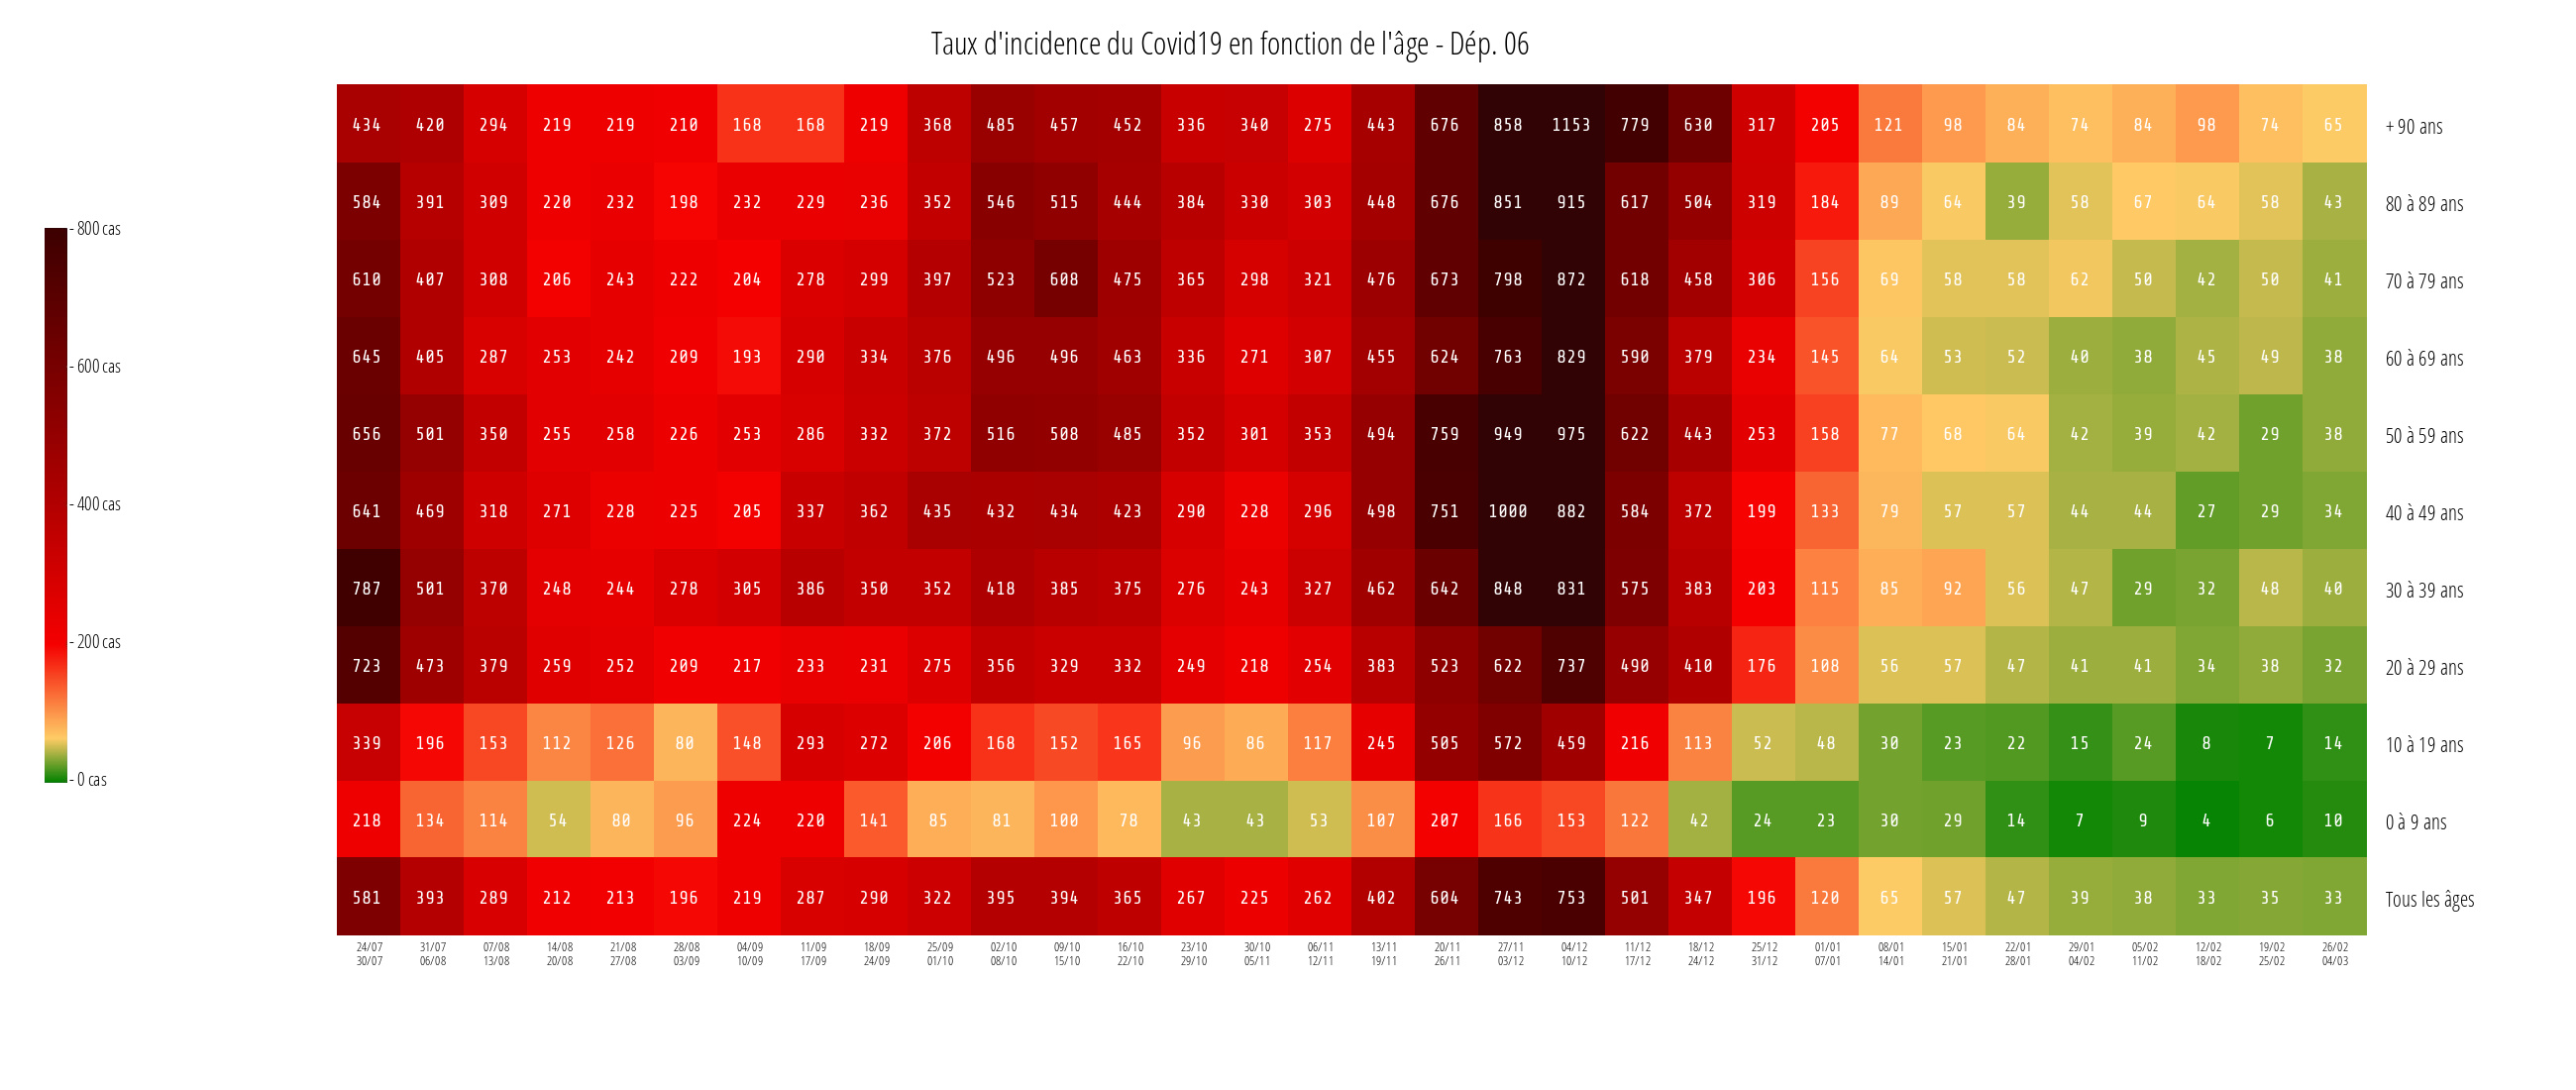 Taux d'incidence du Covid19 en fonction de l'âge - Dép. 06
- 800 cas
- 600 cas
- 400 cas
- 200 cas
- 0 cas
434 420 294 219 219 210 168 168 219 368 485 457 452 336 340 275 443 676 858 1153 779 630 317 205 121 98 84 74 84 98 74 65 + 90 ans
584 391 309 220 232 198 232 229 236 352 546 515 444 384 330 303 448 676 851 915 617 504 319 184 89 64 39 58 67 64 58 43 80 à 89 ans
610 407 308 206 243 222 204 278 299 397 523 608 475 365 298 321 476 673 798 872 618 458 306 156 69 58 58 62 50 42 50 41 70 à 79 ans
645 405 287 253 242 209 193 290 334 376 496 496 463 336 271 307 455 624 763 829 590 379 234 145 64 53 52 40 38 45 49 38 60 à 69 ans
656 501 350 255 258 226 253 286 332 372 516 508 485 352 301 353 494 759 949 975 622 443 253 158 77 68 64 42 39 42 29 38 50 à 59 ans
641 469 318 271 228 225 205 337 362 435 432 434 423 290 228 296 498 751 1000 882 584 372 199 133 79 57 57 44 44 27 29 34 40 à 49 ans
787 501 370 248 244 278 305 386 350 352 418 385 375 276 243 327 462 642 848 831 575 383 203 115 85 92 56 47 29 32 48 40 30 à 39 ans
723 473 379 259 252 209 217 233 231 275 356 329 332 249 218 254 383 523 622 737 490 410 176 108 56 57 47 41 41 34 38 32 20 à 29 ans
339 196 153 112 126 80 148 293 272 206 168 152 165 96 86 117 245 505 572 459 216 113 52 48 30 23 22 15 24 8 7 14 10 à 19 ans
218 134 114 54 80 96 224 220 141 85 81 100 78 43 43 53 107 207 166 153 122 42 24 23 30 29 14 7 9 4 6 10 0 à 9 ans
581 393 289 212 213 196 219 287 290 322 395 394 365 267 225 262 402 604 743 753 501 347 196 120 65 57 47 39 38 33 35 33 Tous les âges
24/07 31/07 07/08 14/08 21/08 28/08 04/09 11/09 18/09 25/09 02/10 09/10 16/10 23/10 30/10 06/11 13/11 20/11 27/11 04/12 11/12 18/12 25/12 01/01 08/01 15/01 22/01 29/01 05/02 12/02 19/02 26/02
30/07 06/08 13/08 20/08 27/08 03/09 10/09 17/09 24/09 01/10 08/10 15/10 22/10 29/10 05/11 12/11 19/11 26/11 03/12 10/12 17/12 24/12 31/12 07/01 14/01 21/01 28/01 04/02 11/02 18/02 25/02 04/03